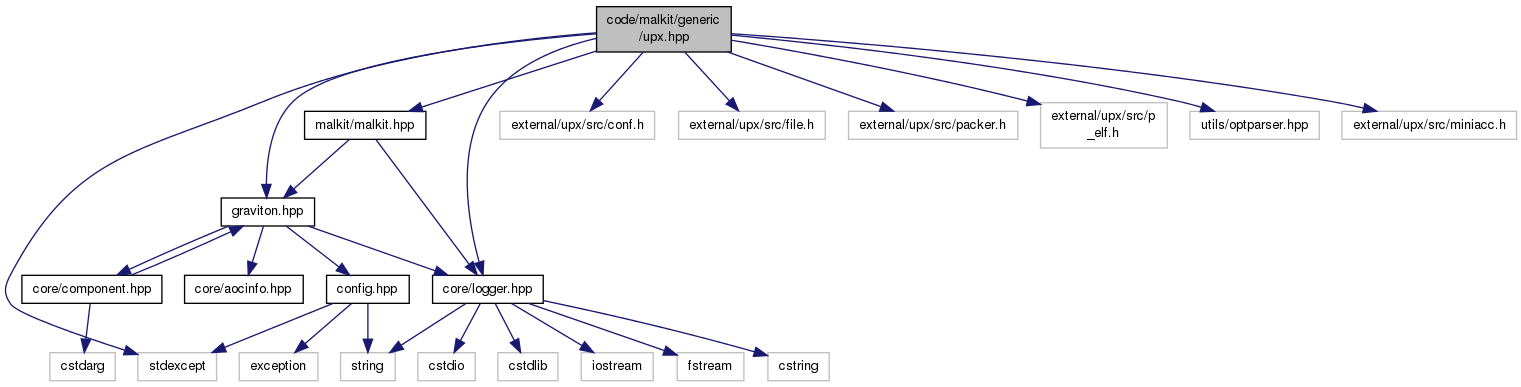 code/malkit/generic
/upx.hpp
malkit/malkit.hpp
external/upx/src/conf.h
external/upx/src/file.h
external/upx/src/packer.h
external/upx/src/p
_elf.h
utils/optparser.hpp
external/upx/src/miniacc.h
graviton.hpp
core/component.hpp
core/aocinfo.hpp
config.hpp
core/logger.hpp
cstdarg
stdexcept
exception
string
cstdio
cstdlib
iostream
fstream
cstring